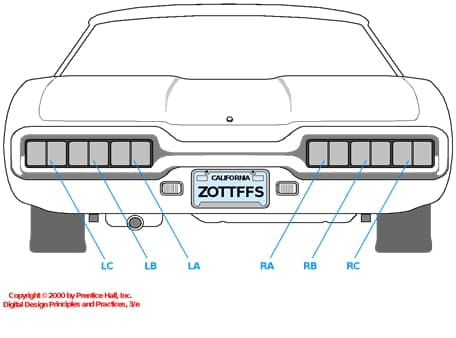 CALIFORNIA
ZOTTFFS
LC LB LA RA RB RC
Copyright © 2000 by Prentice Hall, Inc.
Digital Design Principles and Practices, 3/e